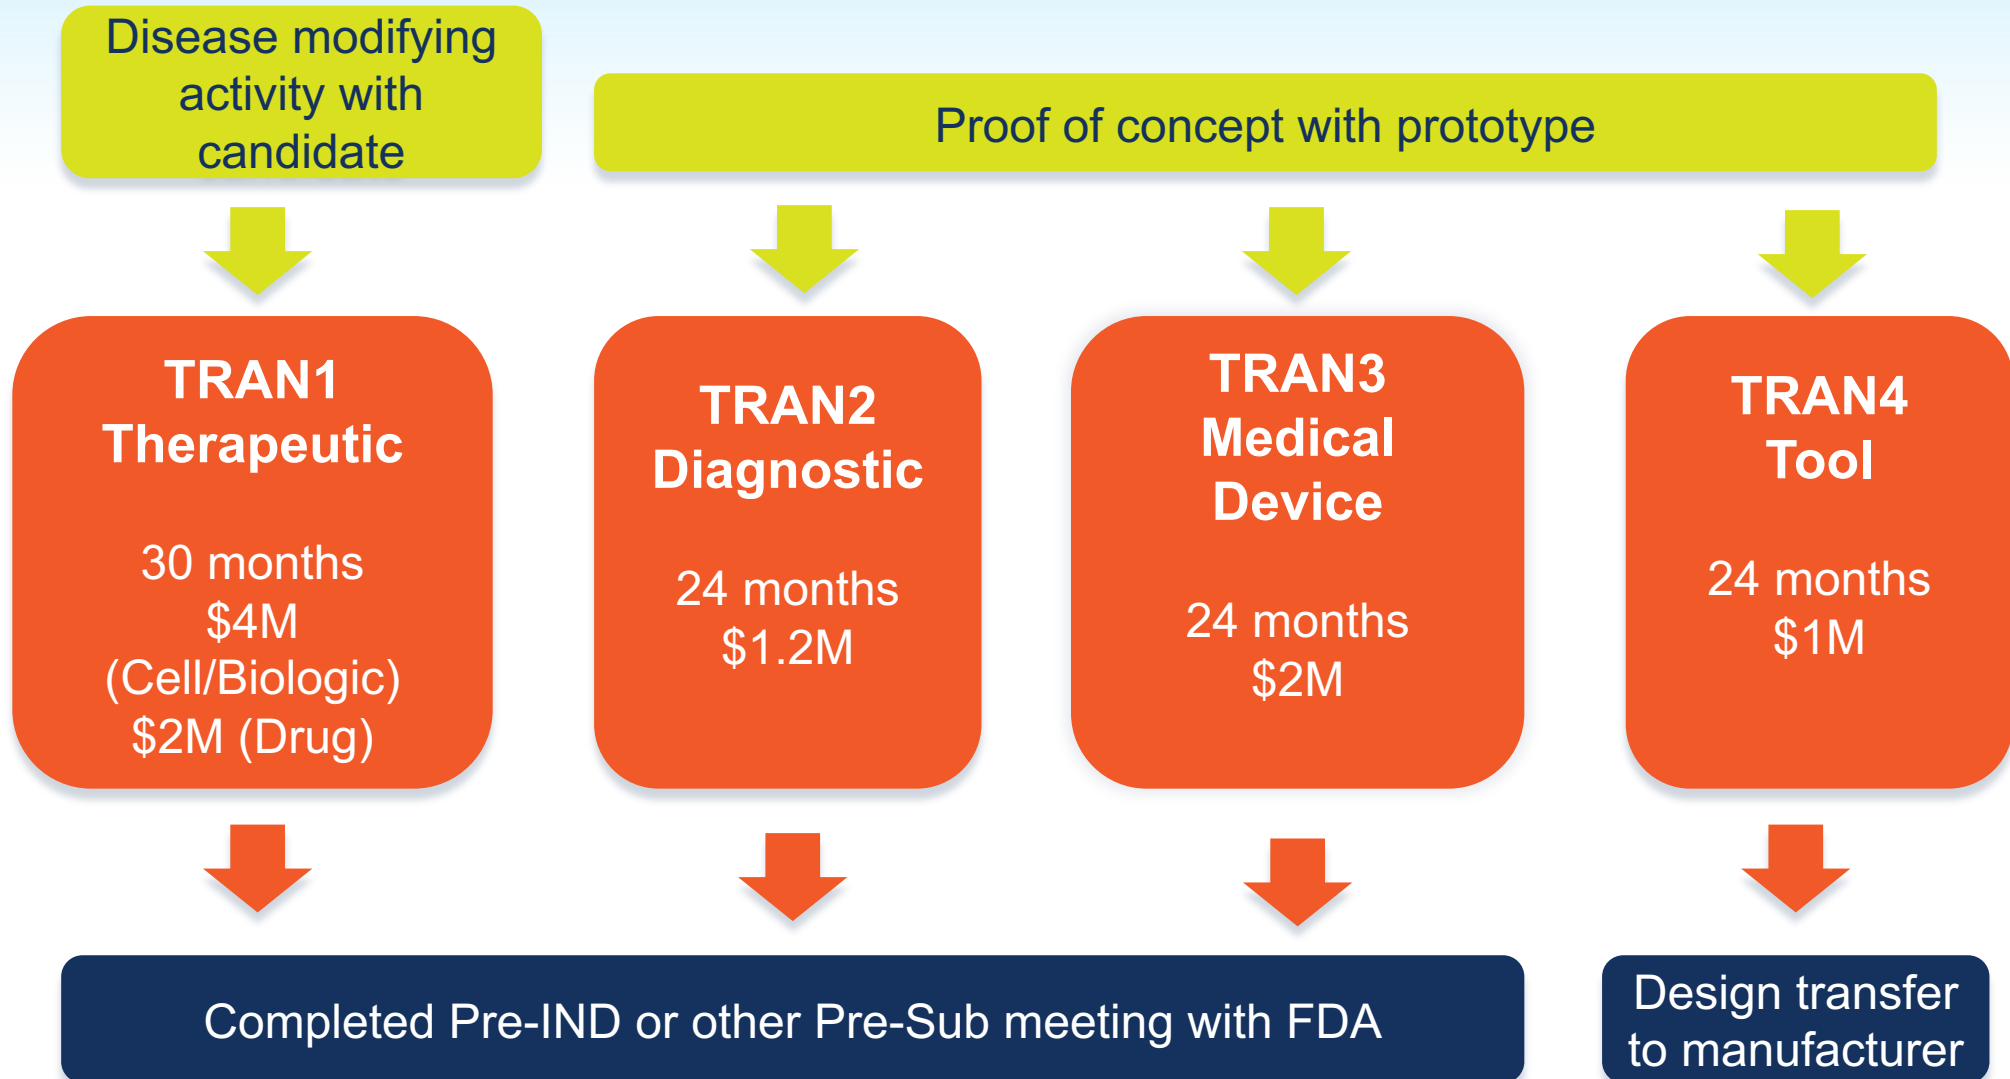 Disease modifying
activity with
candidate
Proof of concept with prototype
TRAN1
Therapeutic
30 months
$4M
(Cell/Biologic)
$2M (Drug)
TRAN2
Diagnostic
24 months
$1.2M
TRAN3
Medical
Device
24 months
$2M
TRAN4
Tool
24 months
$1M
Completed Pre-IND or other Pre-Sub meeting with FDA
Design transfer
to manufacturer